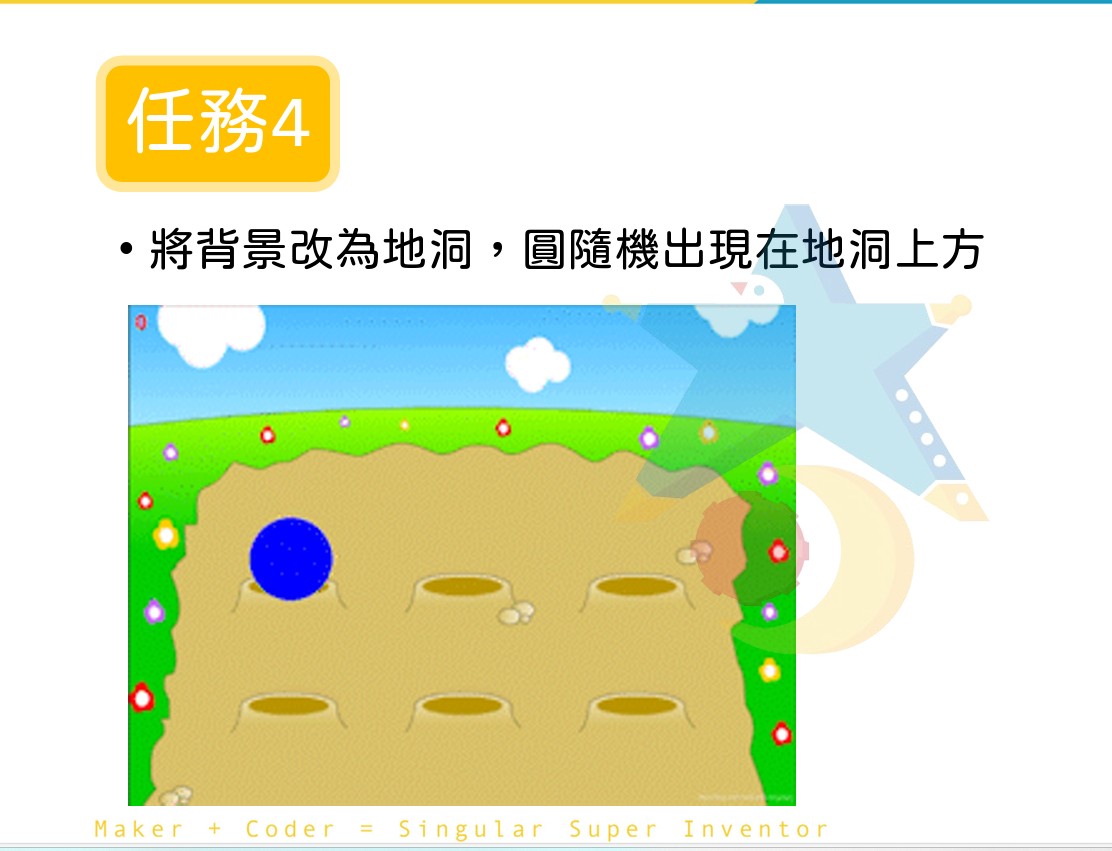 任務4
• 將背景改為地洞，圓隨機出現在地洞上方
0
Maker + Coder = Singular Super Inventor